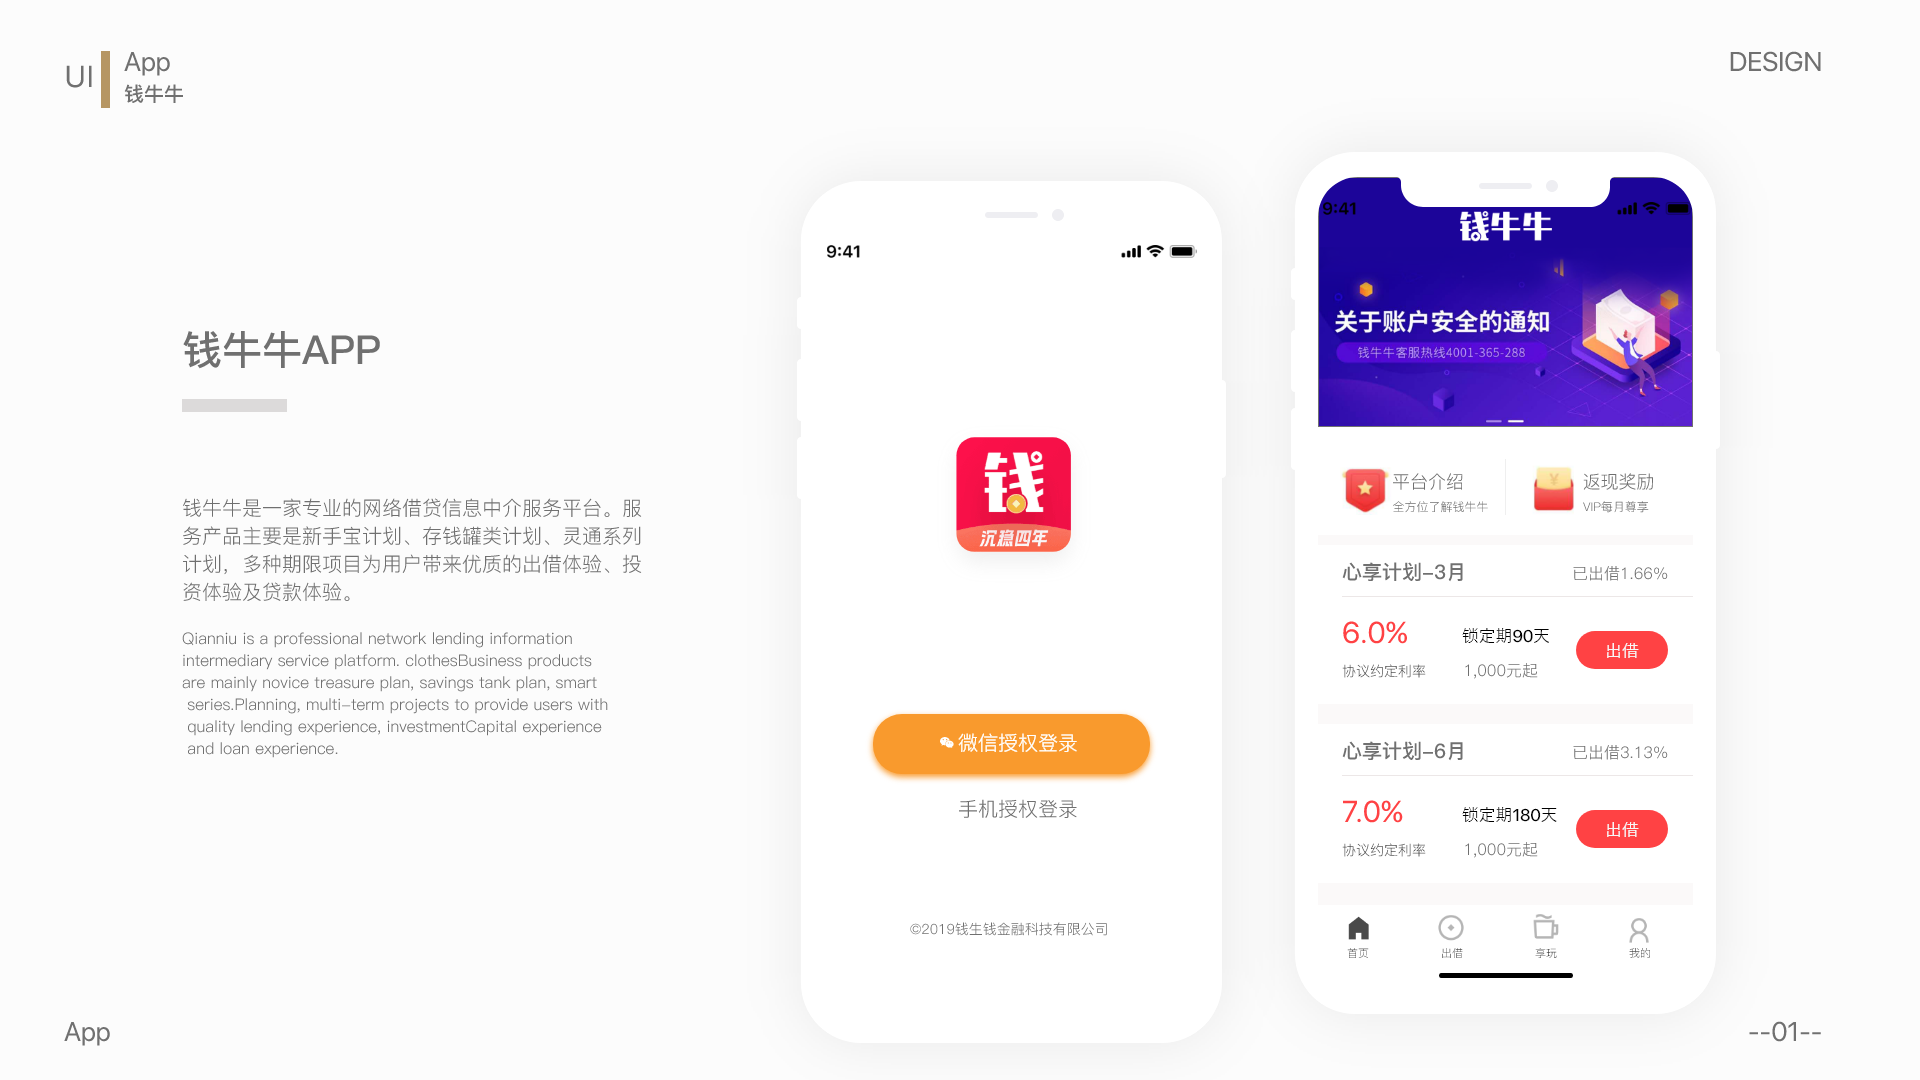 UI
App
钱牛牛
DESIGN
钱牛牛APP
钱牛牛是一家专业的网络借贷信息中介服务平台。服
务产品主要是新手宝计划、存钱罐类计划、灵通系列
计划，多种期限项目为用户带来优质的出借体验、投
资体验及贷款体验。
Qianniu is a professional network lending information
intermediary service platform. clothesBusiness products
are mainly novice treasure plan, savings tank plan, smart
series.Planning, multi-term projects to provide users with
quality lending experience, investmentCapital experience
and loan experience.
9:41
钱
沉稳四年
微信授权登录
手机授权登录
©2019钱生钱金融科技有限公司
9:41
钱牛牛
关于账户安全的通知
钱牛牛客服热线4001-365-288
平台介绍
全方位了解钱牛牛
返现奖励
VIP每月尊享
心享计划-3月
已出借1.66%
6.0%
锁定期90天
出借
协议约定利率
1,000元起
心享计划-6月
已出借3.13%
7.0%
锁定期180天
出借
协议约定利率
1,000元起
首页
出借
享玩
我的
App
--01--